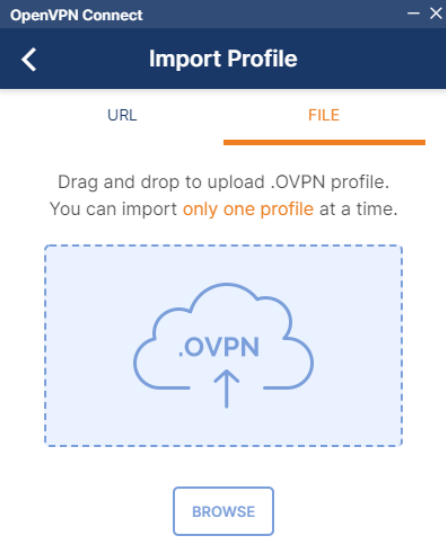 OpenVPN Connect
Import Profile
URL
FILE
Drag and drop to upload .OVPN profile.
You can import only one profile at a time.
.OVPN
BROWSE